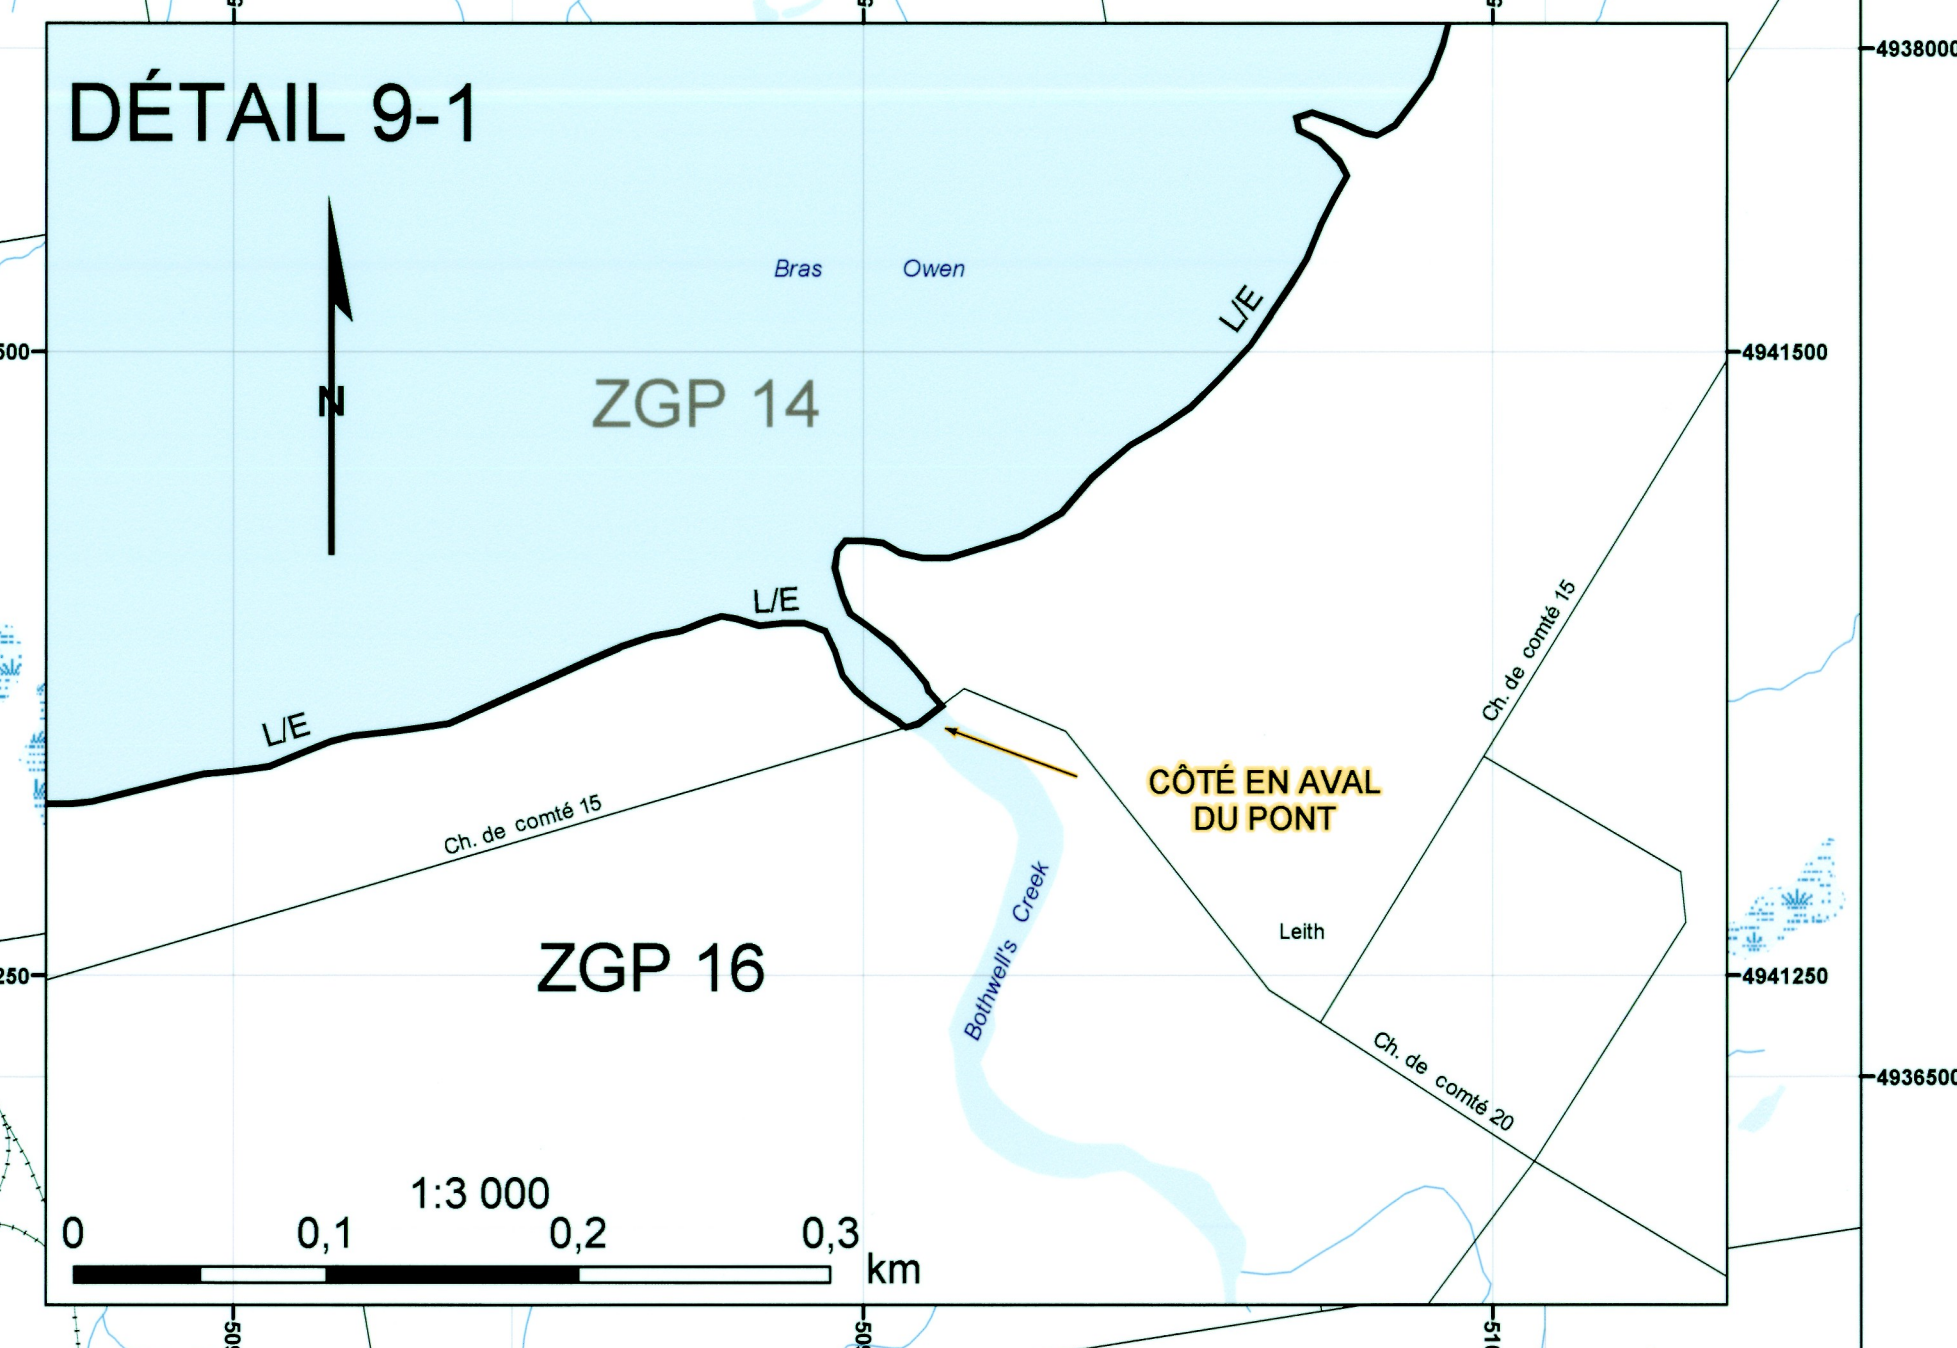 4938000
DÉTAIL 9-1
Bras Owen
L/E
4941500
ZGP 14
N
L/E
L/E
Ch. de comté 15
CÔTÉ EN AVAL
DU PONT
Ch. de comté 15
Bothwell's Creek
Leith
ZGP 16
4941250
Ch. de comté 20
4936500
1:3 000
0 0,1 0,2 0,3
km